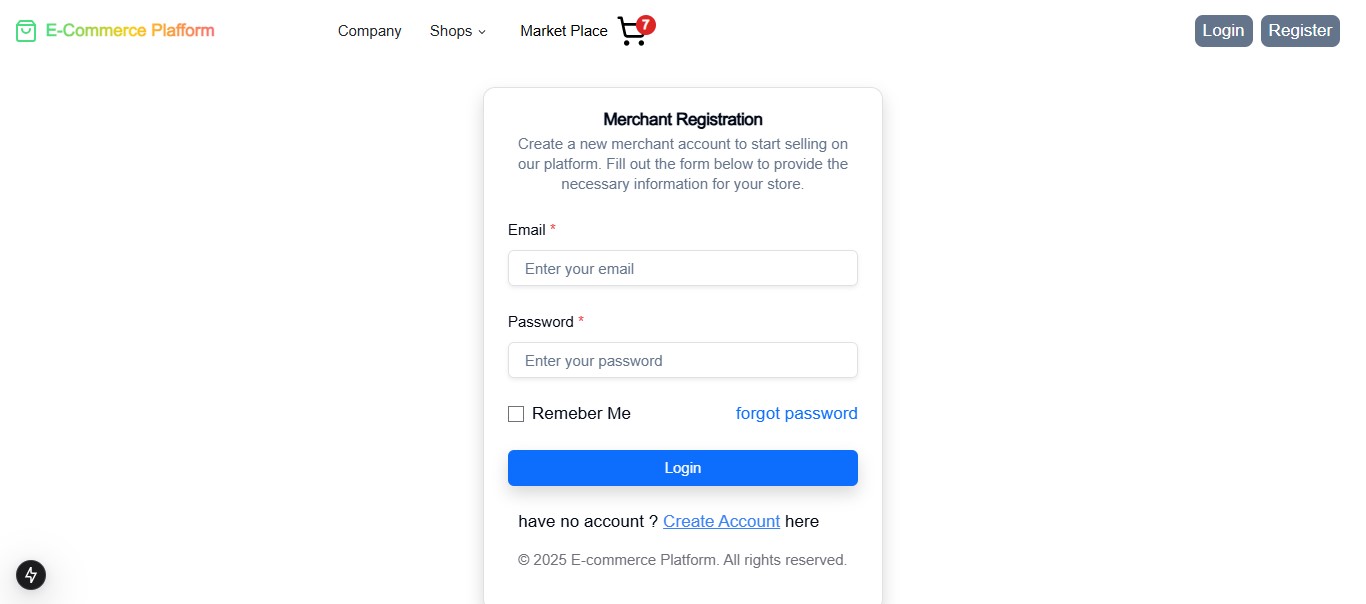 E-Commerce Plafform
Company
Shops
Market Place
7
Login
Register
Merchant Registration
Create a new merchant account to start selling on
our platform. Fill out the form below to provide the
necessary information for your store.
Email *
Enter your email
Password *
Enter your password
Remeber Me
forgot password
Login
have no account ? Create Account here
© 2025 E-commerce Platform. All rights reserved.